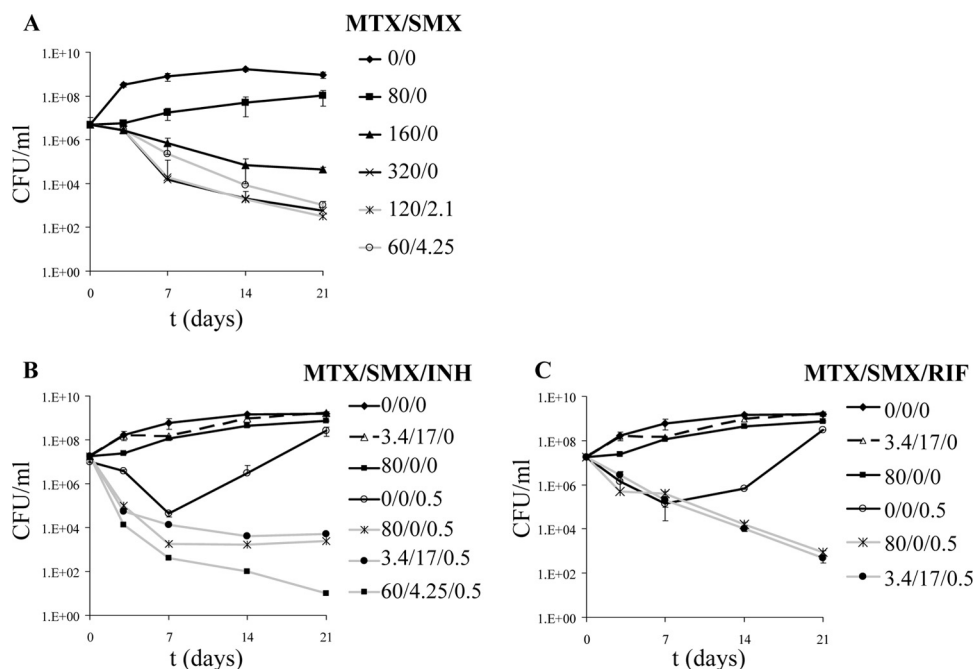 A
MTX/SMX
1.E+10
1.E+08
1.E+06
1.E+04
1.E+02
1.E+00
CFU/ml
0 7 14 21
t (days)
0/0
80/0
160/0
320/0
120/2.1
60/4.25
B
MTX/SMX/INH
1.E+10
1.E+08
1.E+06
1.E+04
1.E+02
1.E+00
CFU/ml
0 7 14 21
t (days)
0/0/0
3.4/17/0
80/0/0
0/0/0.5
80/0/0.5
3.4/17/0.5
60/4.25/0.5
C
MTX/SMX/RIF
1.E+10
1.E+08
1.E+06
1.E+04
1.E+02
1.E+00
CFU/ml
0 7 14 21
t (days)
0/0/0
3.4/17/0
80/0/0
0/0/0.5
80/0/0.5
3.4/17/0.5